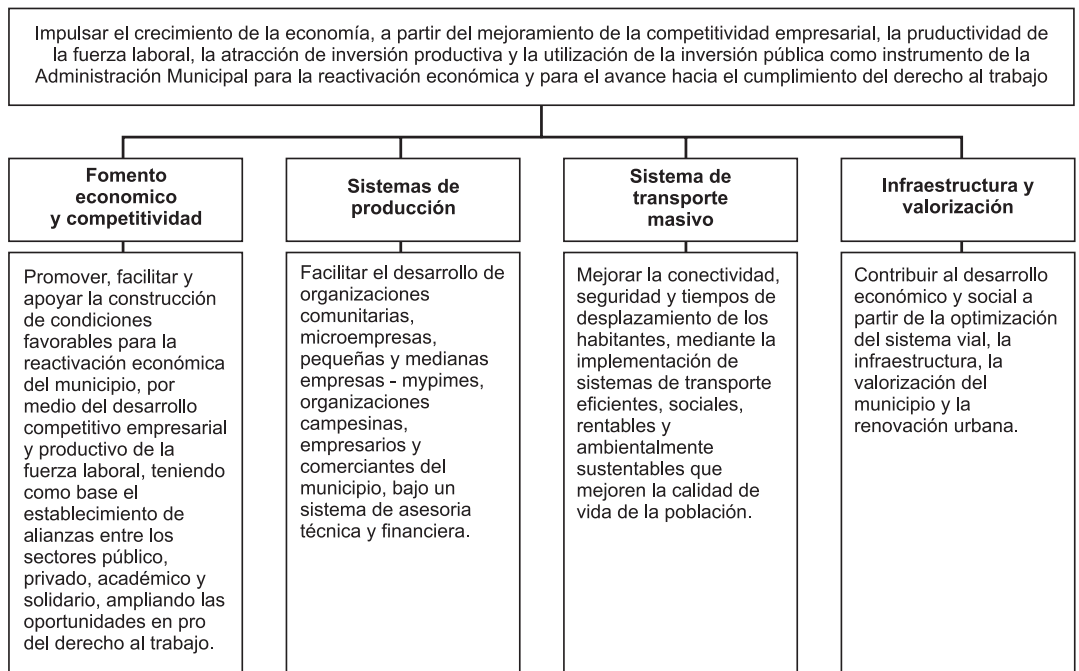 Impulsar el crecimiento de la economía, a partir del mejoramiento de la competitividad empresarial, la pruductividad de
la fuerza laboral, la atracción de inversión productiva y la utilización de la inversión pública como instrumento de la
Administración Municipal para la reactivación económica y para el avance hacia el cumplimiento del derecho al trabajo
Fomento
economico
y competitividad
Promover, facilitar y
apoyar la construcción
de condiciones
favorables para la
reactivación económica
del municipio, por
medio del desarrollo
competitivo empresarial
y productivo de la
fuerza laboral, teniendo
como base el
establecimiento de
alianzas entre los
sectores público,
privado, académico y
solidario, ampliando las
oportunidades en pro
del derecho al trabajo.
Sistemas de
producción
Facilitar el desarrollo de
organizaciones
comunitarias,
microempresas,
pequeñas y medianas
empresas - mypimes,
organizaciones
campesinas,
empresarios y
comerciantes del
municipio, bajo un
sistema de asesoria
técnica y financiera.
Sistema de
transporte
masivo
Mejorar la conectividad,
seguridad y tiempos de
desplazamiento de los
habitantes, mediante la
implementación de
sistemas de transporte
eficientes, sociales,
rentables y
ambientalmente
sustentables que
mejoren la calidad de
vida de la población.
Infraestructura y
valorización
Contribuir al desarrollo
económico y social a
partir de la optimización
del sistema vial, la
infraestructura, la
valorización del
municipio y la
renovación urbana.